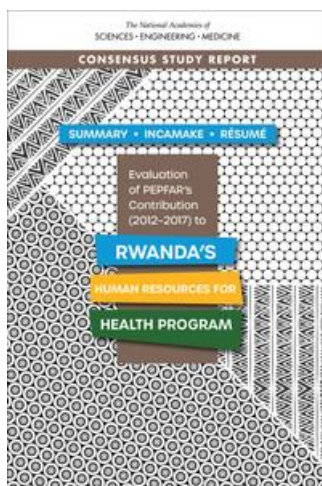 The National Academies of
SCIENCES • ENGINEERING • MEDICINE
CONSENSUS STUDY REPORT
SUMMARY • INCAMAKE • RÉSUMÉ
Evaluation
of PEPFAR's
Contribution
(2012–2017) to
RWANDA'S
HUMAN RESOURCES FOR
HEALTH PROGRAM